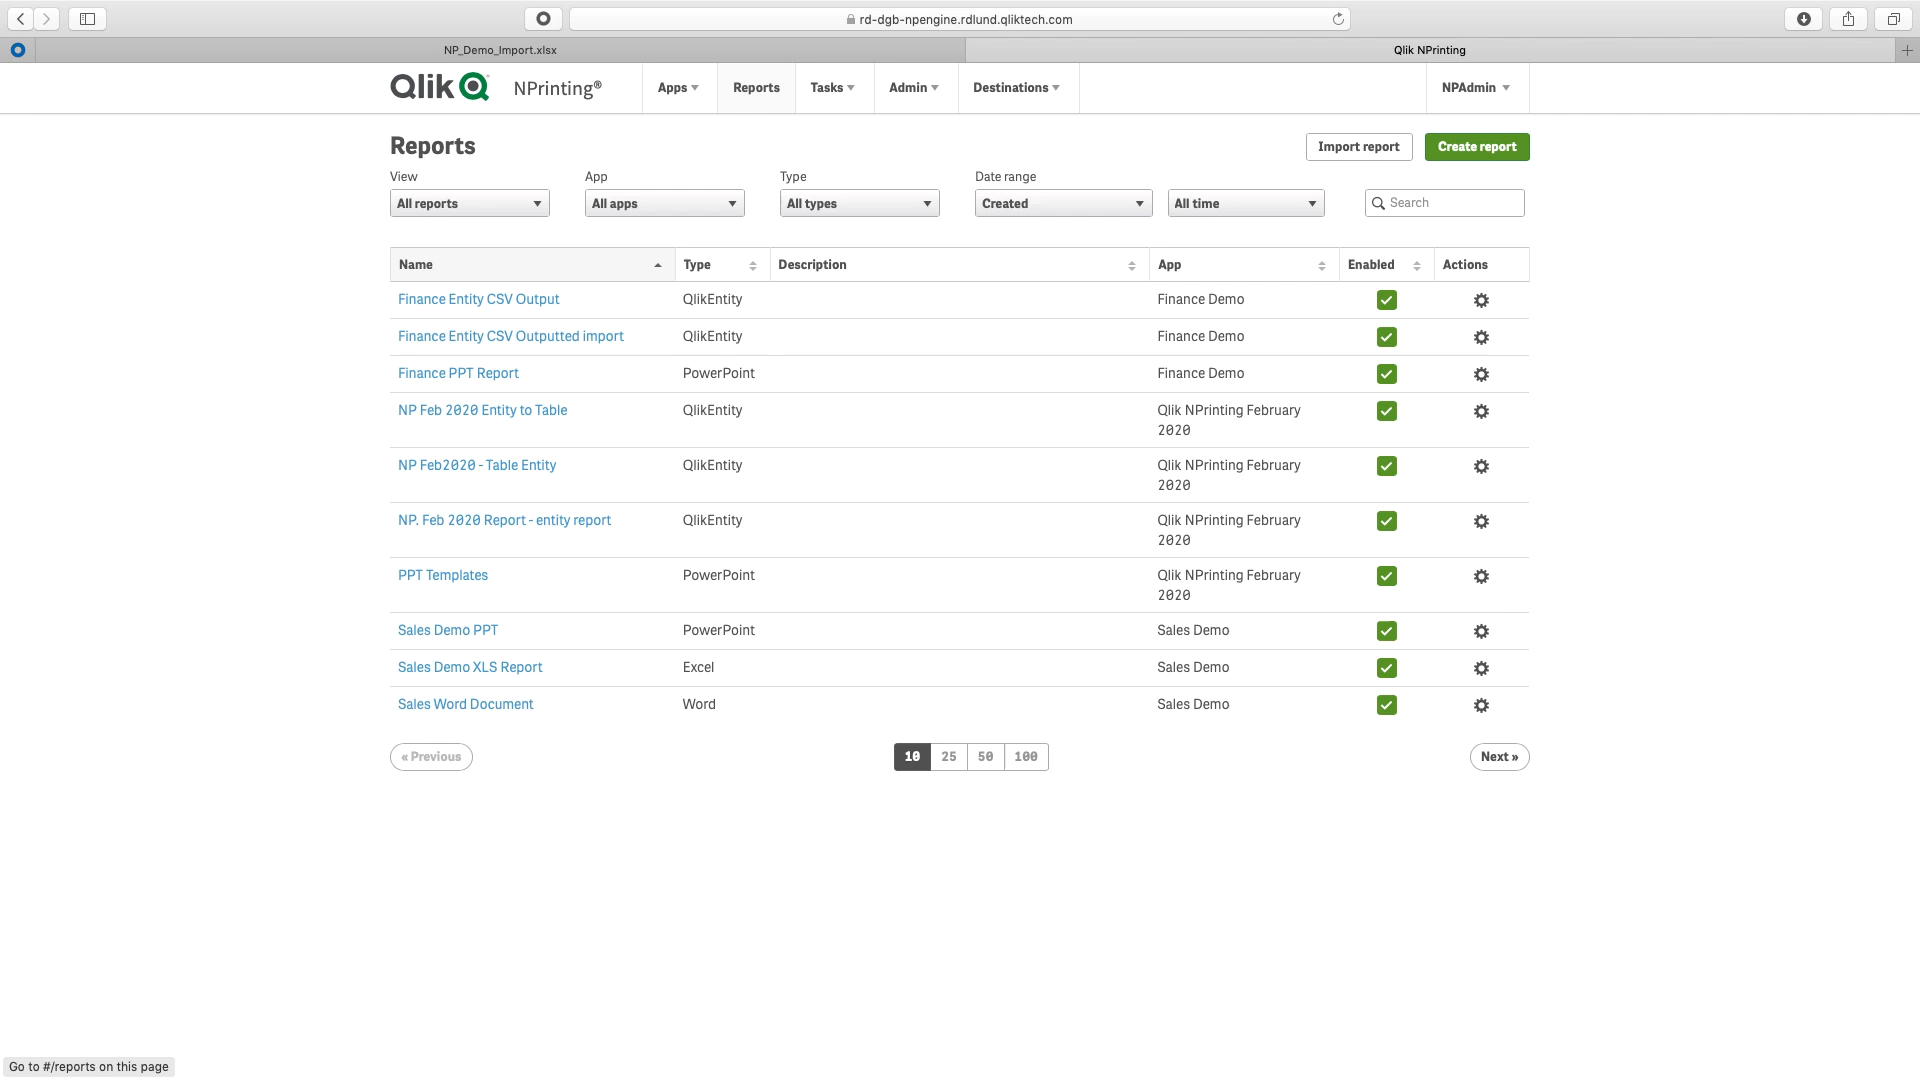 rd-dgb-npengine.rdlund.qliktech.com
NP_Demo_Import.xlsx
Qlik NPrinting
Qlik NPrinting® Apps Reports Tasks Admin Destinations NPAdmin
Reports
Import report Create report
View App Type Date range
All reports All apps All types Created All time Search
Name Type Description App Enabled Actions
Finance Entity CSV Output QlikEntity Finance Demo
Finance Entity CSV Outputted import QlikEntity Finance Demo
Finance PPT Report PowerPoint Finance Demo
NP Feb 2020 Entity to Table QlikEntity Qlik NPrinting February
2020
NP Feb2020 - Table Entity QlikEntity Qlik NPrinting February
2020
NP. Feb 2020 Report - entity report QlikEntity Qlik NPrinting February
2020
PPT Templates PowerPoint Qlik NPrinting February
2020
Sales Demo PPT PowerPoint Sales Demo
Sales Demo XLS Report Excel Sales Demo
Sales Word Document Word Sales Demo
« Previous 10 25 50 100 Next »
Go to #/reports on this page